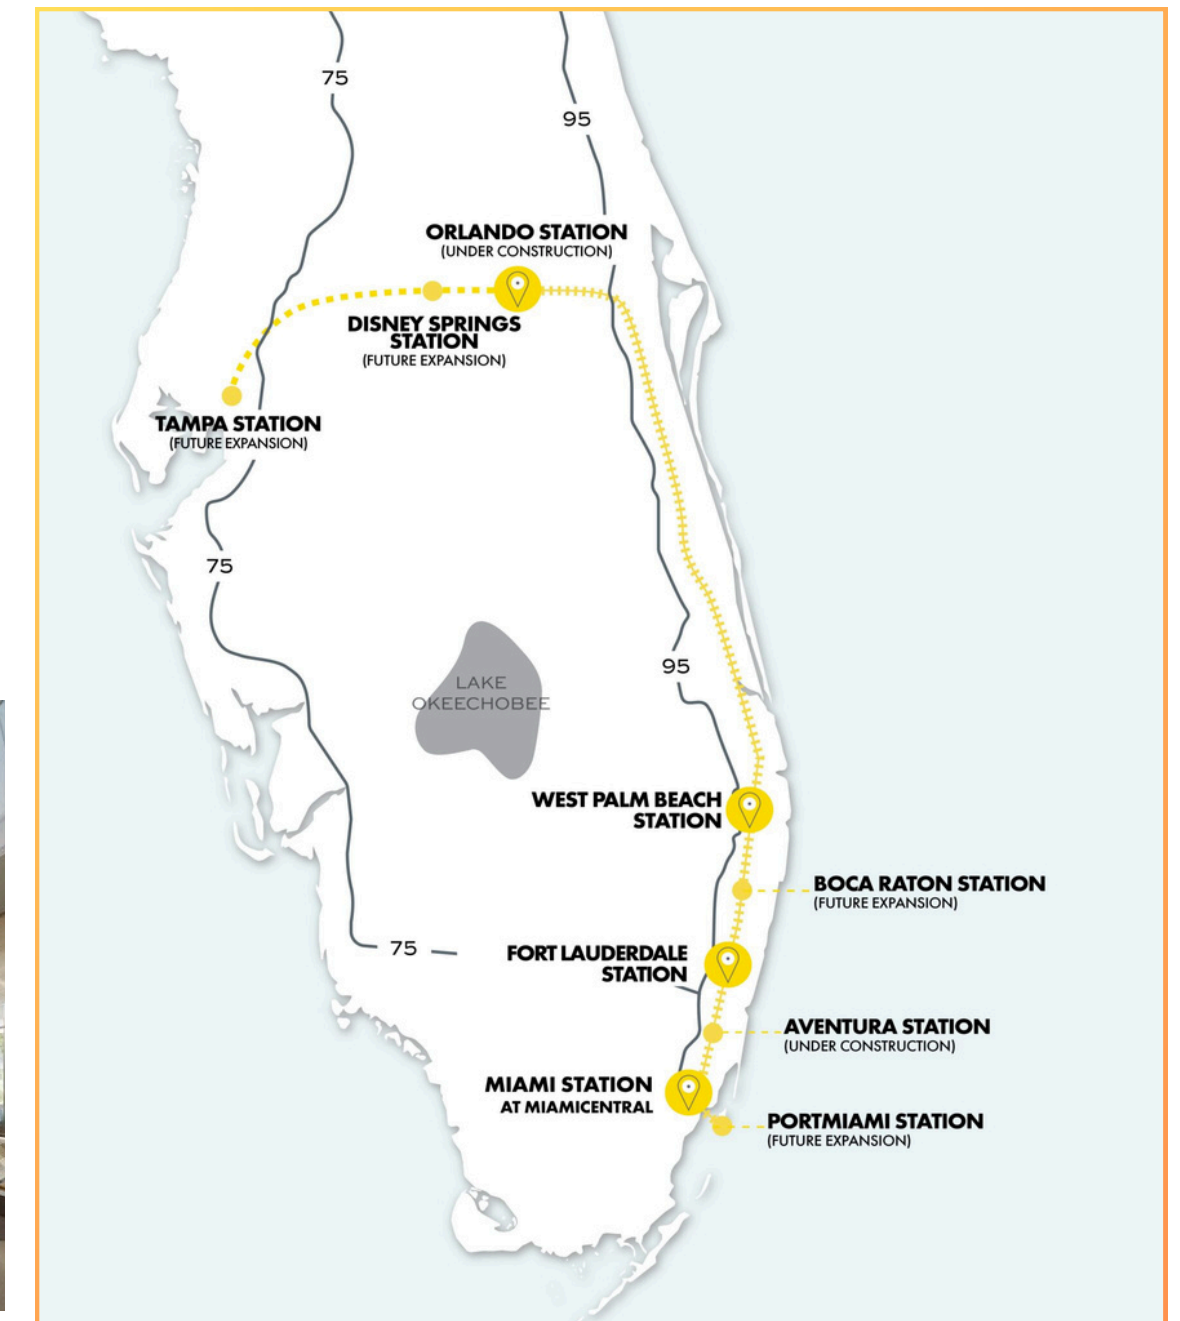 75
95
ORLANDO STATION
(UNDER CONSTRUCTION)
DISNEY SPRINGS
STATION
(FUTURE EXPANSION)
TAMPA STATION
(FUTURE EXPANSION)
75
95
LAKE
OKEECHOBEE
WEST PALM BEACH
STATION
BOCA RATON STATION
(FUTURE EXPANSION)
75
FORT LAUDERDALE
STATION
AVENTURA STATION
(UNDER CONSTRUCTION)
MIAMI STATION
AT MIAMICENTRAL
PORTMIAMI STATION
(FUTURE EXPANSION)